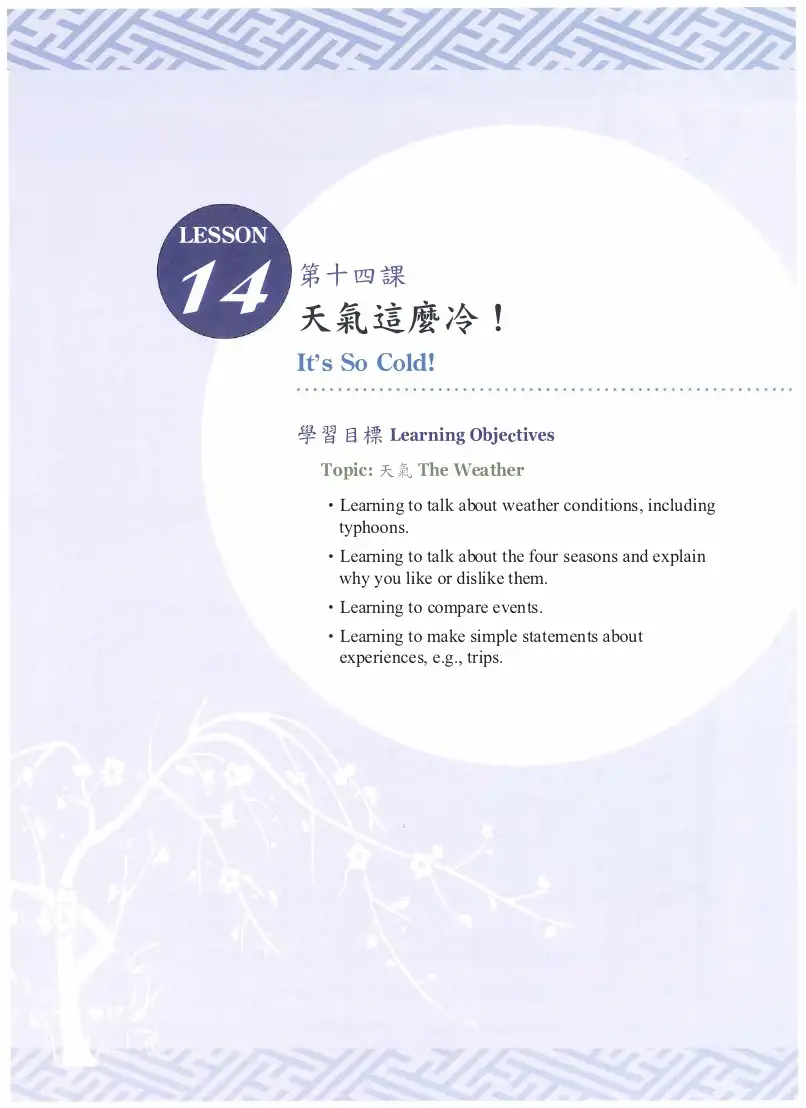 LESSON
14
第十四課
天氣這麼冷！
It's So Cold!
學習目標 Learning Objectives
Topic: 天氣 The Weather
・Learning to talk about weather conditions, including
typhoons.
・Learning to talk about the four seasons and explain
why you like or dislike them.
・Learning to compare events.
・Learning to make simple statements about
experiences, e.g., trips.